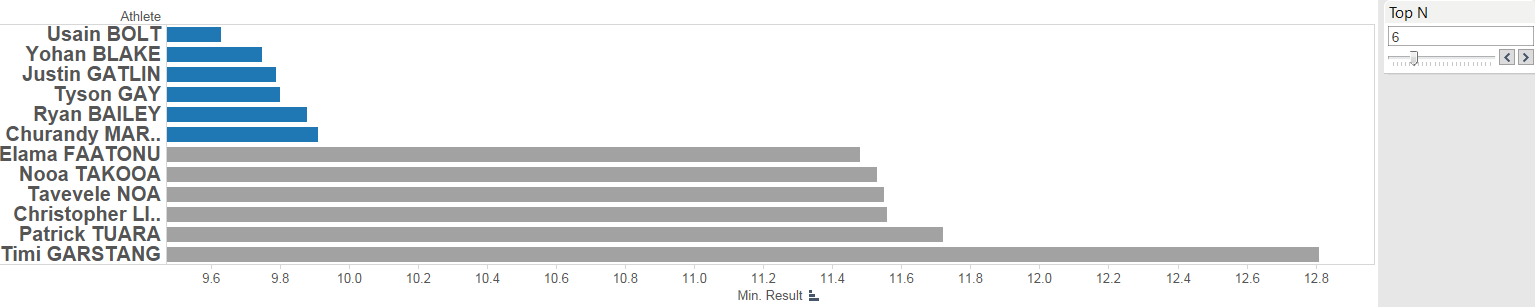 Athlete
Usain BOLT
Yohan BLAKE
Justin GATLIN
Tyson GAY
Ryan BAILEY
Churandy MAR..
Elama FAATONU
Nooa TAKOOA
Tavevele NOA
Christopher LI..
Patrick TUARA
Timi GARSTANG
9.6 9.8 10.0 10.2 10.4 10.6 10.8 11.0 11.2 11.4 11.6 11.8 12.0 12.2 12.4 12.6 12.8
Min. Result
Top N
6